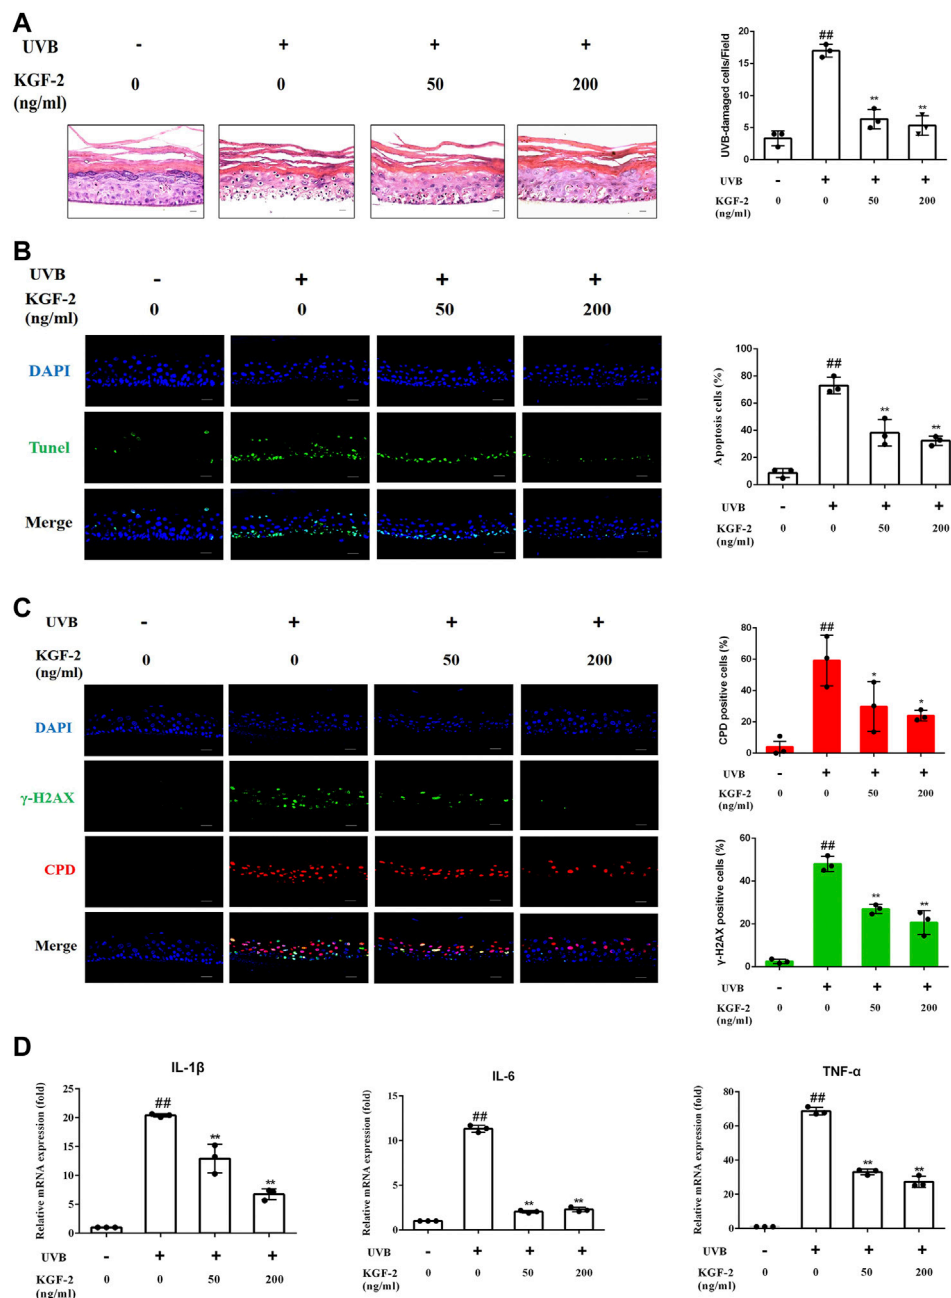 A
UVB - + + +
KGF-2 0 0 50 200
(ng/ml)
UVB-damaged cells/Field
20
15
10
5
0
##
**
**
UVB - + + +
KGF-2 0 0 50 200
(ng/ml)
B
UVB - + + +
KGF-2 0 0 50 200
(ng/ml)
DAPI
Tunel
Merge
Apoptosis cells (%)
100
80
60
40
20
0
##
**
**
UVB - + + +
KGF-2 0 0 50 200
(ng/ml)
C
UVB - + + +
KGF-2 0 0 50 200
(ng/ml)
DAPI
γ-H2AX
CPD
Merge
CPD positive cells (%)
80
60
40
20
0
##
*
*
UVB - + + +
KGF-2 0 0 50 200
(ng/ml)
γ-H2AX positive cells (%)
60
40
20
0
##
**
**
UVB - + + +
KGF-2 0 0 50 200
(ng/ml)
D
IL-1β
Relative mRNA expression (fold)
25
20
15
10
5
0
##
**
**
UVB - + + +
KGF-2 0 0 50 200
(ng/ml)
IL-6
Relative mRNA expression (fold)
15
10
5
0
##
**
**
UVB - + + +
KGF-2 0 0 50 200
(ng/ml)
TNF-α
Relative mRNA expression (fold)
80
60
40
20
0
##
**
**
UVB - + + +
KGF-2 0 0 50 200
(ng/ml)